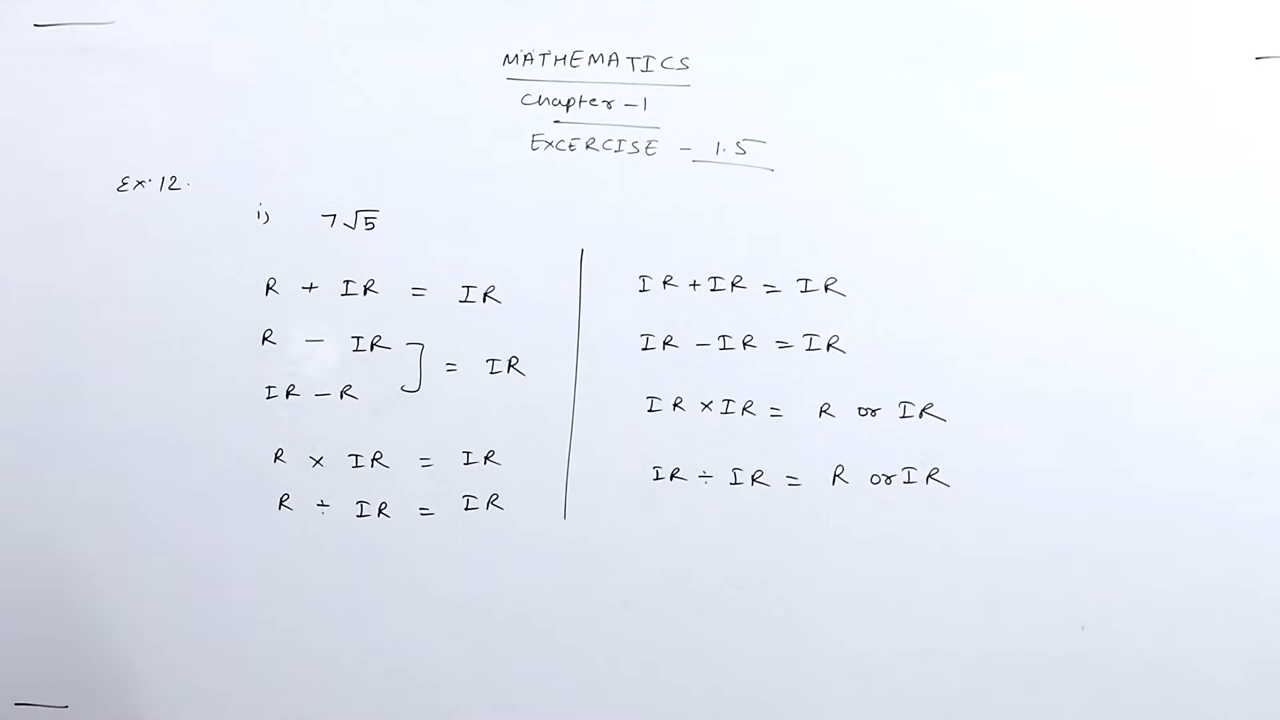 MATHEMATICS
Chapter - 1
EXCERCISE - 1.5
Ex. 12.
i) 7√5
R + IR = IR
R - IR ] = IR
IR - R
R × IR = IR
R ÷ IR = IR
IR + IR = IR
IR - IR = IR
IR × IR = R or IR
IR ÷ IR = R or IR